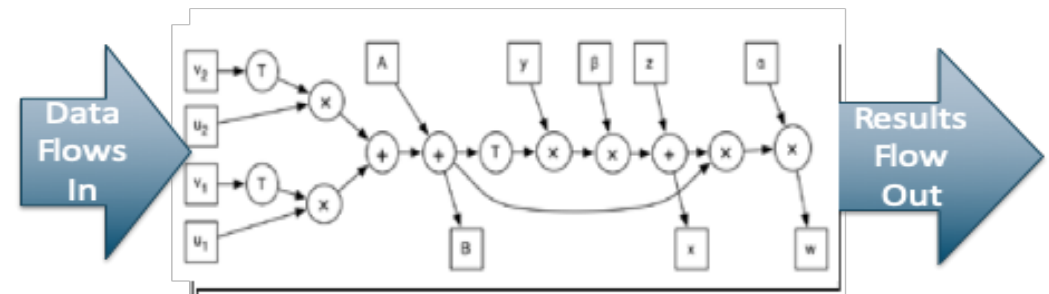 Data
Flows
In
v2
T
x
u2
v1
T
x
u1
+
A
+
B
T
y
x
β
x
z
+
x
x
α
x
w
Results
Flow
Out